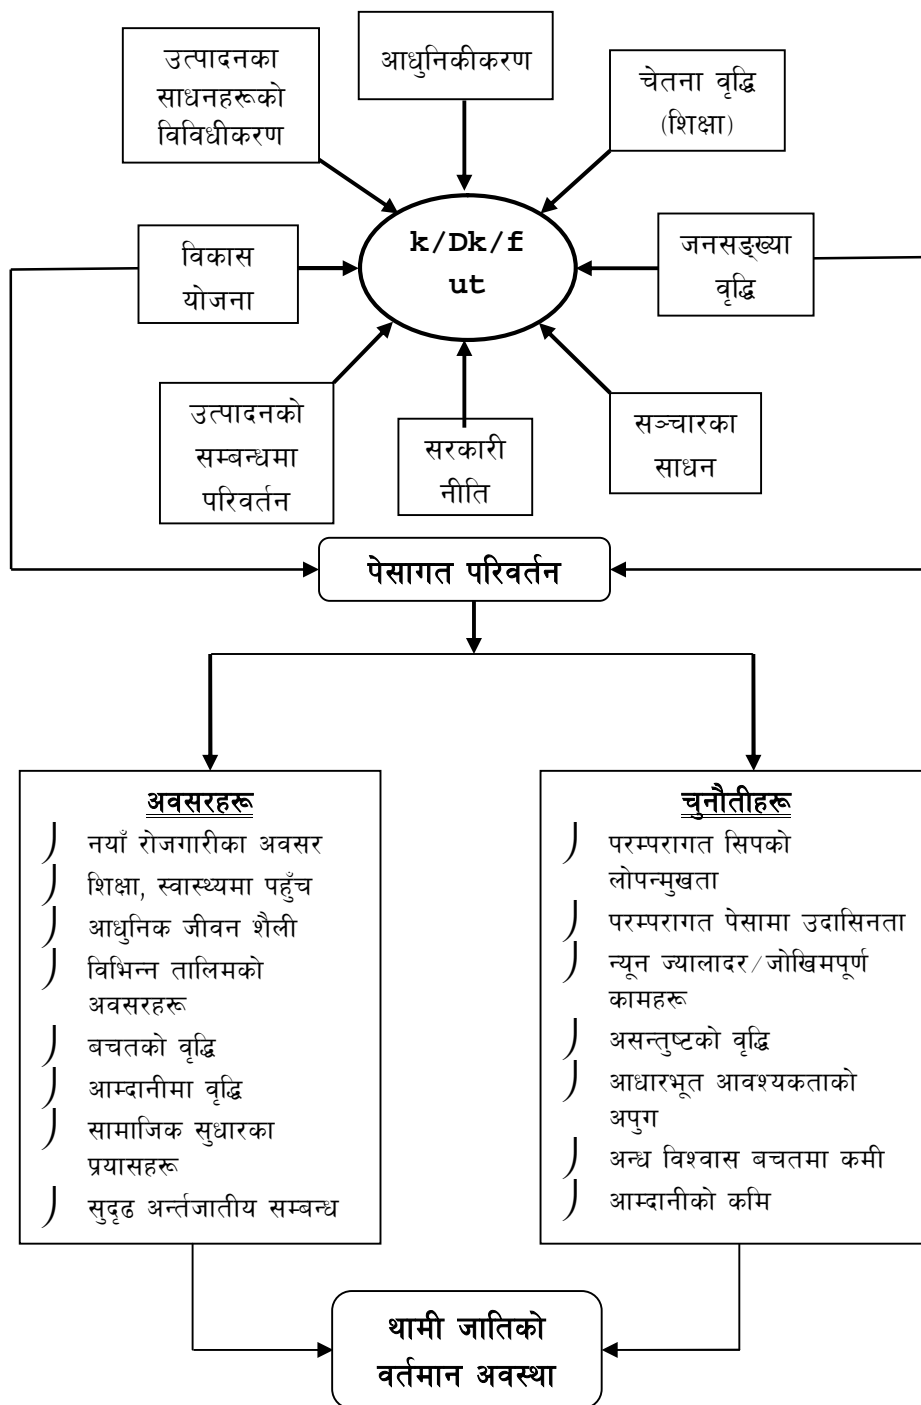 आधुनिकीकरण
उत्पादनका
साधनहरूको
विविधीकरण
चेतना वृद्धि
(शिक्षा)
k/Dk/f
ut
विकास
योजना
जनसङ्ख्या
वृद्धि
उत्पादनको
सम्बन्धमा
परिवर्तन
सरकारी
नीति
सञ्चारका
साधन
पेसागत परिवर्तन
अवसरहरू
नयाँ रोजगारीका अवसर
शिक्षा, स्वास्थ्यमा पहुँच
आधुनिक जीवन शैली
विभिन्न तालिमको
अवसरहरू
बचतको वृद्धि
आम्दानीमा वृद्धि
सामाजिक सुधारका
प्रयासहरू
सुदृढ अर्न्तजातीय सम्बन्ध
चुनौतीहरू
परम्परागत सिपको
लोपन्मुखता
परम्परागत पेसामा उदासिनता
न्यून ज्यालादर/जोखिमपूर्ण
कामहरू
असन्तुष्टको वृद्धि
आधारभूत आवश्यकताको
अपुग
अन्ध विश्वास बचतमा कमी
आम्दानीको कमि
थामी जातिको
वर्तमान अवस्था